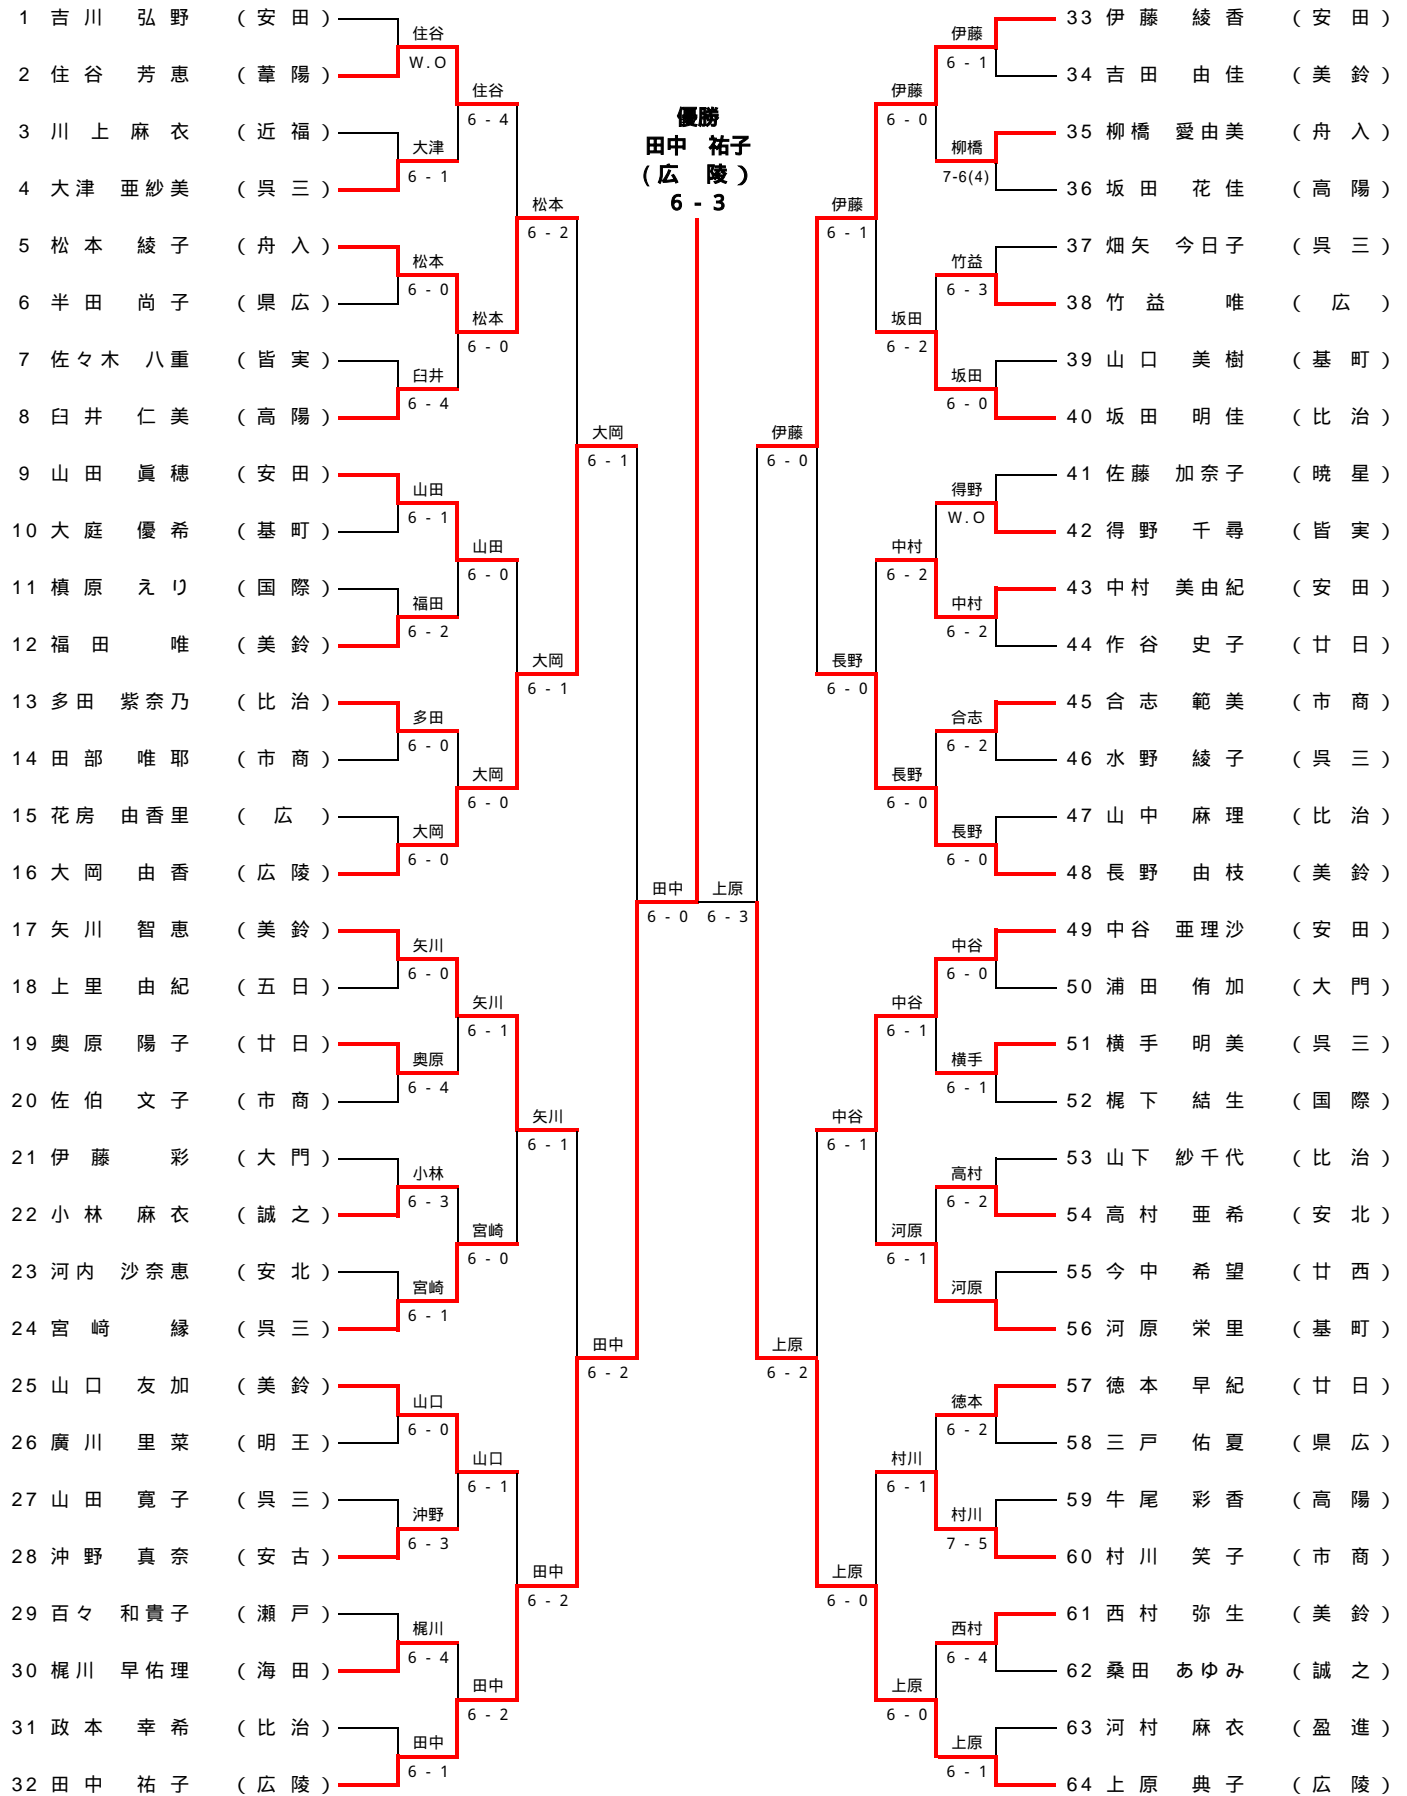 優勝
田中 祐子
(広 陵)
6 - 3
1 吉川 弘野 (安 田)
2 住谷 芳恵 (葦 陽)
3 川上 麻衣 (近 福)
4 大津 亜紗美 (呉 三)
5 松本 綾子 (舟 入)
6 半田 尚子 (県 広)
7 佐々木 八重 (皆 実)
8 臼井 仁美 (高 陽)
9 山田 眞穂 (安 田)
10 大庭 優希 (基 町)
11 槙原 えり (国 際)
12 福田 唯 (美 鈴)
13 多田 紫奈乃 (比 治)
14 田部 唯耶 (市 商)
15 花房 由香里 (広)
16 大岡 由香 (広 陵)
17 矢川 智恵 (美 鈴)
18 上里 由紀 (五 日)
19 奥原 陽子 (廿 日)
20 佐伯 文子 (市 商)
21 伊藤 彩 (大 門)
22 小林 麻衣 (誠 之)
23 河内 沙奈恵 (安 北)
24 宮﨑 縁 (呉 三)
25 山口 友加 (美 鈴)
26 廣川 里菜 (明 王)
27 山田 寛子 (呉 三)
28 沖野 真奈 (安 古)
29 百々 和貴子 (瀬 戸)
30 梶川 早佑理 (海 田)
31 政本 幸希 (比 治)
32 田中 祐子 (広 陵)
住谷
W.O
大津
6 - 1
松本
6 - 0
臼井
6 - 4
山田
6 - 1
福田
6 - 2
多田
6 - 0
大岡
6 - 0
矢川
6 - 0
奥原
6 - 4
小林
6 - 3
宮崎
6 - 1
山口
6 - 0
沖野
6 - 3
梶川
6 - 4
田中
6 - 1
住谷
6 - 4
松本
6 - 0
山田
6 - 0
大岡
6 - 0
矢川
6 - 1
宮崎
6 - 0
山口
6 - 1
田中
6 - 2
松本
6 - 2
大岡
6 - 1
矢川
6 - 1
田中
6 - 2
大岡
6 - 1
田中
6 - 2
田中
6 - 0
上原
6 - 3
伊藤
6 - 0
上原
6 - 2
伊藤
6 - 1
長野
6 - 0
中谷
6 - 1
上原
6 - 0
伊藤
6 - 0
坂田
6 - 2
中村
6 - 2
長野
6 - 0
中谷
6 - 1
河原
6 - 1
村川
6 - 1
上原
6 - 0
伊藤
6 - 1
柳橋
7-6(4)
竹益
6 - 3
坂田
6 - 0
得野
W.O
中村
6 - 2
合志
6 - 2
長野
6 - 0
中谷
6 - 0
横手
6 - 1
高村
6 - 2
河原
徳本
6 - 2
村川
7 - 5
西村
6 - 4
上原
6 - 1
33 伊藤 綾香 (安 田)
34 吉田 由佳 (美 鈴)
35 柳橋 愛由美 (舟 入)
36 坂田 花佳 (高 陽)
37 畑矢 今日子 (呉 三)
38 竹益 唯 (広)
39 山口 美樹 (基 町)
40 坂田 明佳 (比 治)
41 佐藤 加奈子 (暁 星)
42 得野 千尋 (皆 実)
43 中村 美由紀 (安 田)
44 作谷 史子 (廿 日)
45 合志 範美 (市 商)
46 水野 綾子 (呉 三)
47 山中 麻理 (比 治)
48 長野 由枝 (美 鈴)
49 中谷 亜理沙 (安 田)
50 浦田 侑加 (大 門)
51 横手 明美 (呉 三)
52 梶下 結生 (国 際)
53 山下 紗千代 (比 治)
54 高村 亜希 (安 北)
55 今中 希望 (廿 西)
56 河原 栄里 (基 町)
57 徳本 早紀 (廿 日)
58 三戸 佑夏 (県 広)
59 牛尾 彩香 (高 陽)
60 村川 笑子 (市 商)
61 西村 弥生 (美 鈴)
62 桑田 あゆみ (誠 之)
63 河村 麻衣 (盈 進)
64 上原 典子 (広 陵)